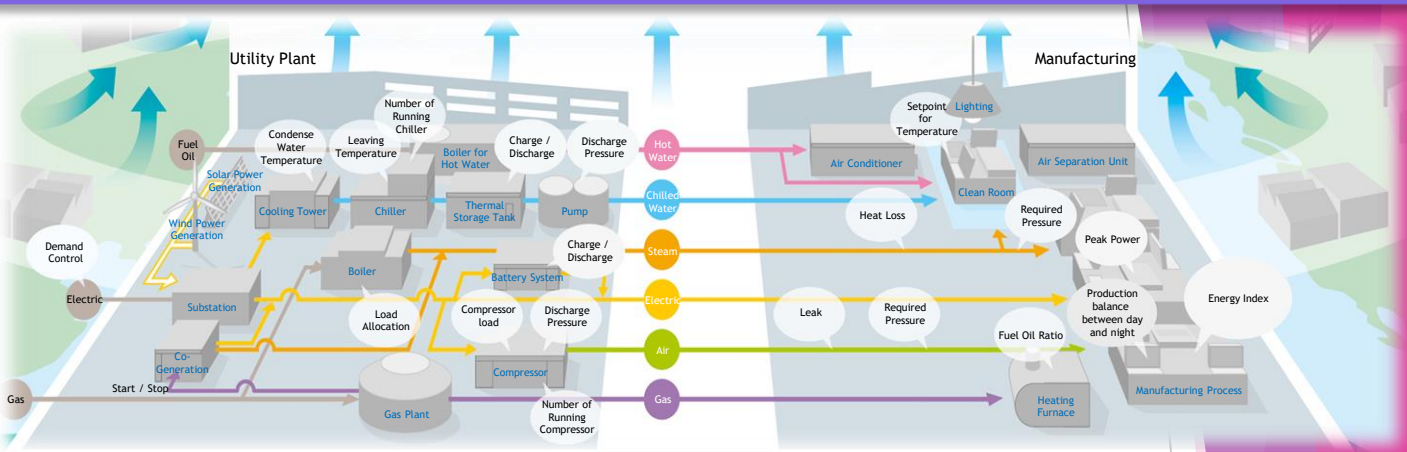 Utility Plant
Manufacturing
Number of
Running
Chiller
Setpoint
for
Temperature
Lighting
Fuel
Oil
Condense
Water
Temperature
Leaving
Temperature
Boiler for
Hot Water
Charge /
Discharge
Discharge
Pressure
Hot
Water
Air Conditioner
Air Separation Unit
Solar Power
Generation
Clean Room
Cooling Tower
Chiller
Thermal
Storage Tank
Pump
Chilled
Water
Heat Loss
Required
Pressure
Wind Power
Generation
Demand
Control
Boiler
Battery System
Charge /
Discharge
Steam
Peak Power
Electric
Substation
Load
Allocation
Compressor
load
Discharge
Pressure
Electric
Leak
Required
Pressure
Production
balance
between day
and night
Energy Index
Co-
Generation
Compressor
Air
Fuel Oil Ratio
Start / Stop
Gas
Gas Plant
Number of
Running
Compressor
Gas
Heating
Furnace
Manufacturing Process